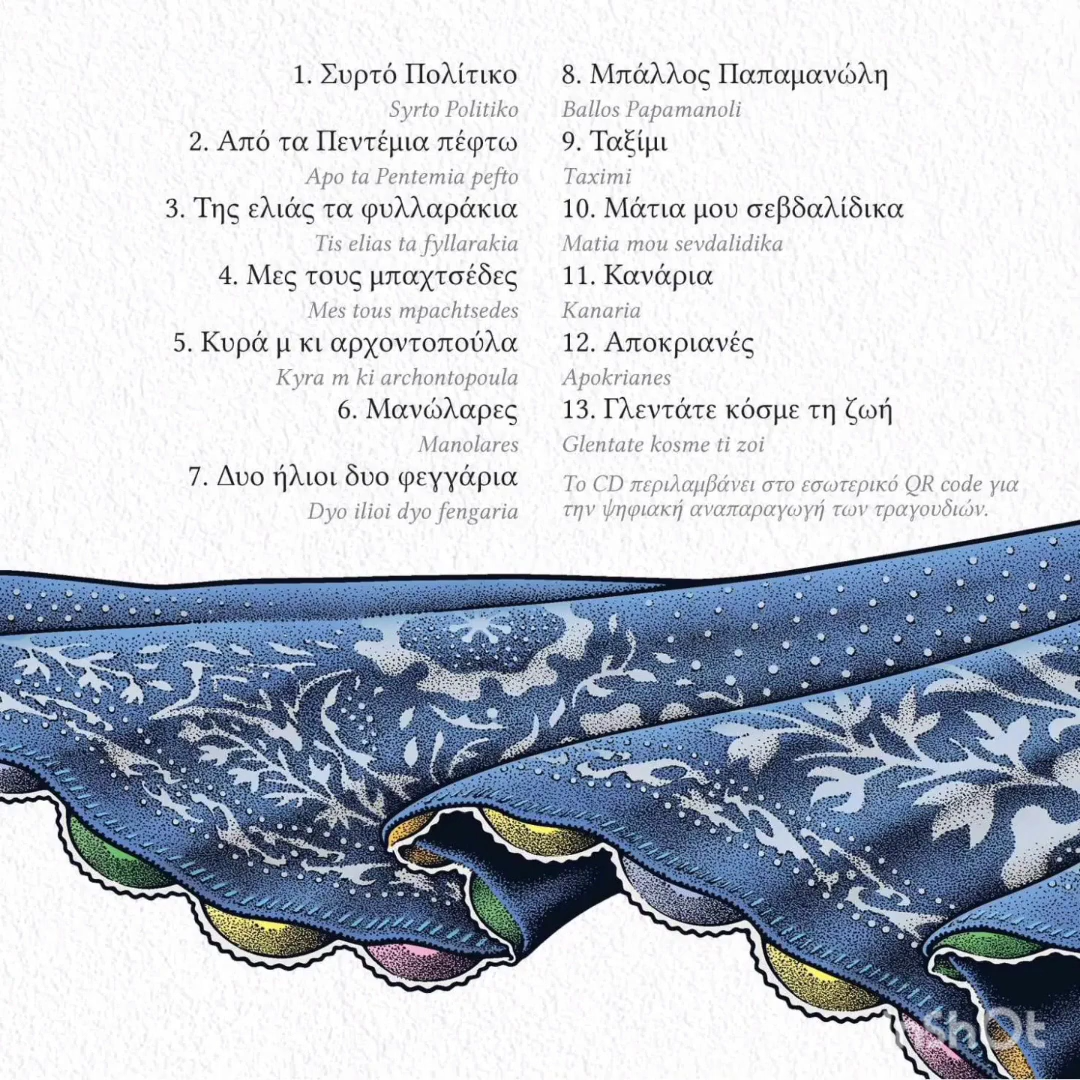 1. Συρτό Πολίτικο
Syrto Politiko
2. Από τα Πεντέμια πέφτω
Apo ta Pentemia pefto
3. Της ελιάς τα φυλλαράκια
Tis elias ta fyllarakia
4. Μες τους μπαχτσέδες
Mes tous mpachtsedes
5. Κυρά μ κι αρχοντοπούλα
Kyra m ki archontopoula
6. Μανώλαρες
Manolares
7. Δυο ήλιοι δυο φεγγάρια
Dyo ilioi dyo fengaria
8. Μπάλλος Παπαμανώλη
Ballos Papamanoli
9. Ταξίμι
Taximi
10. Μάτια μου σεβδαλίδικα
Matia mou sevdalidika
11. Κανάρια
Kanaria
12. Αποκριανές
Apokrianes
13. Γλεντάτε κόσμε τη ζωή
Glentate kosme ti zoi
Το CD περιλαμβάνει στο εσωτερικό QR code για
την ψηφιακή αναπαραγωγή των τραγουδιών.
InShOt